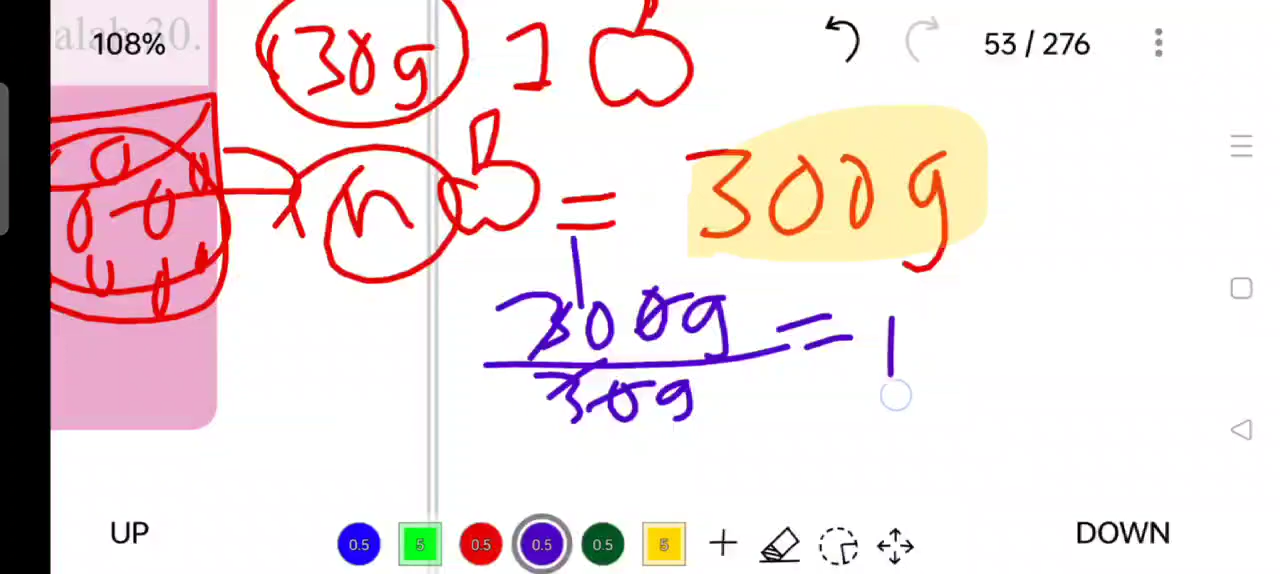 alah 30.
108%
30g 1
53 / 276
n = 300g
300g
30g
= 1
UP
0.5 5 0.5 0.5 0.5 5
DOWN